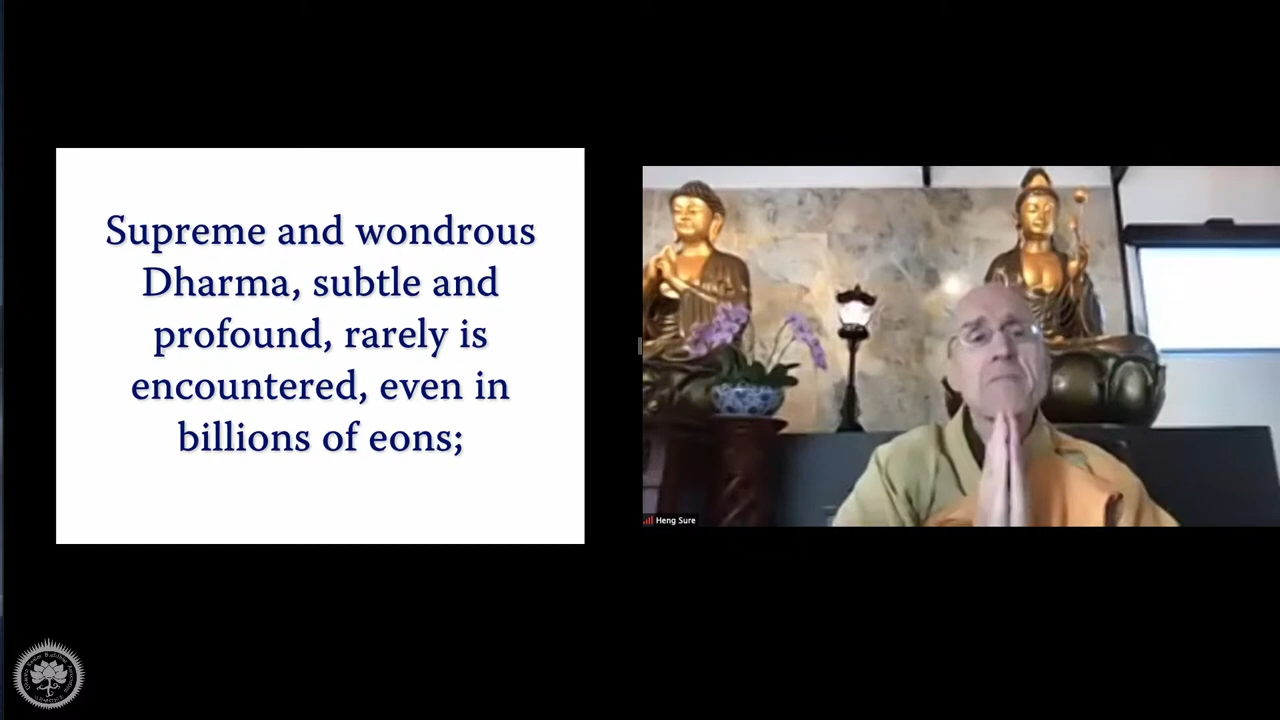 Supreme and wondrous
Dharma, subtle and
profound, rarely is
encountered, even in
billions of eons;
Heng Sure